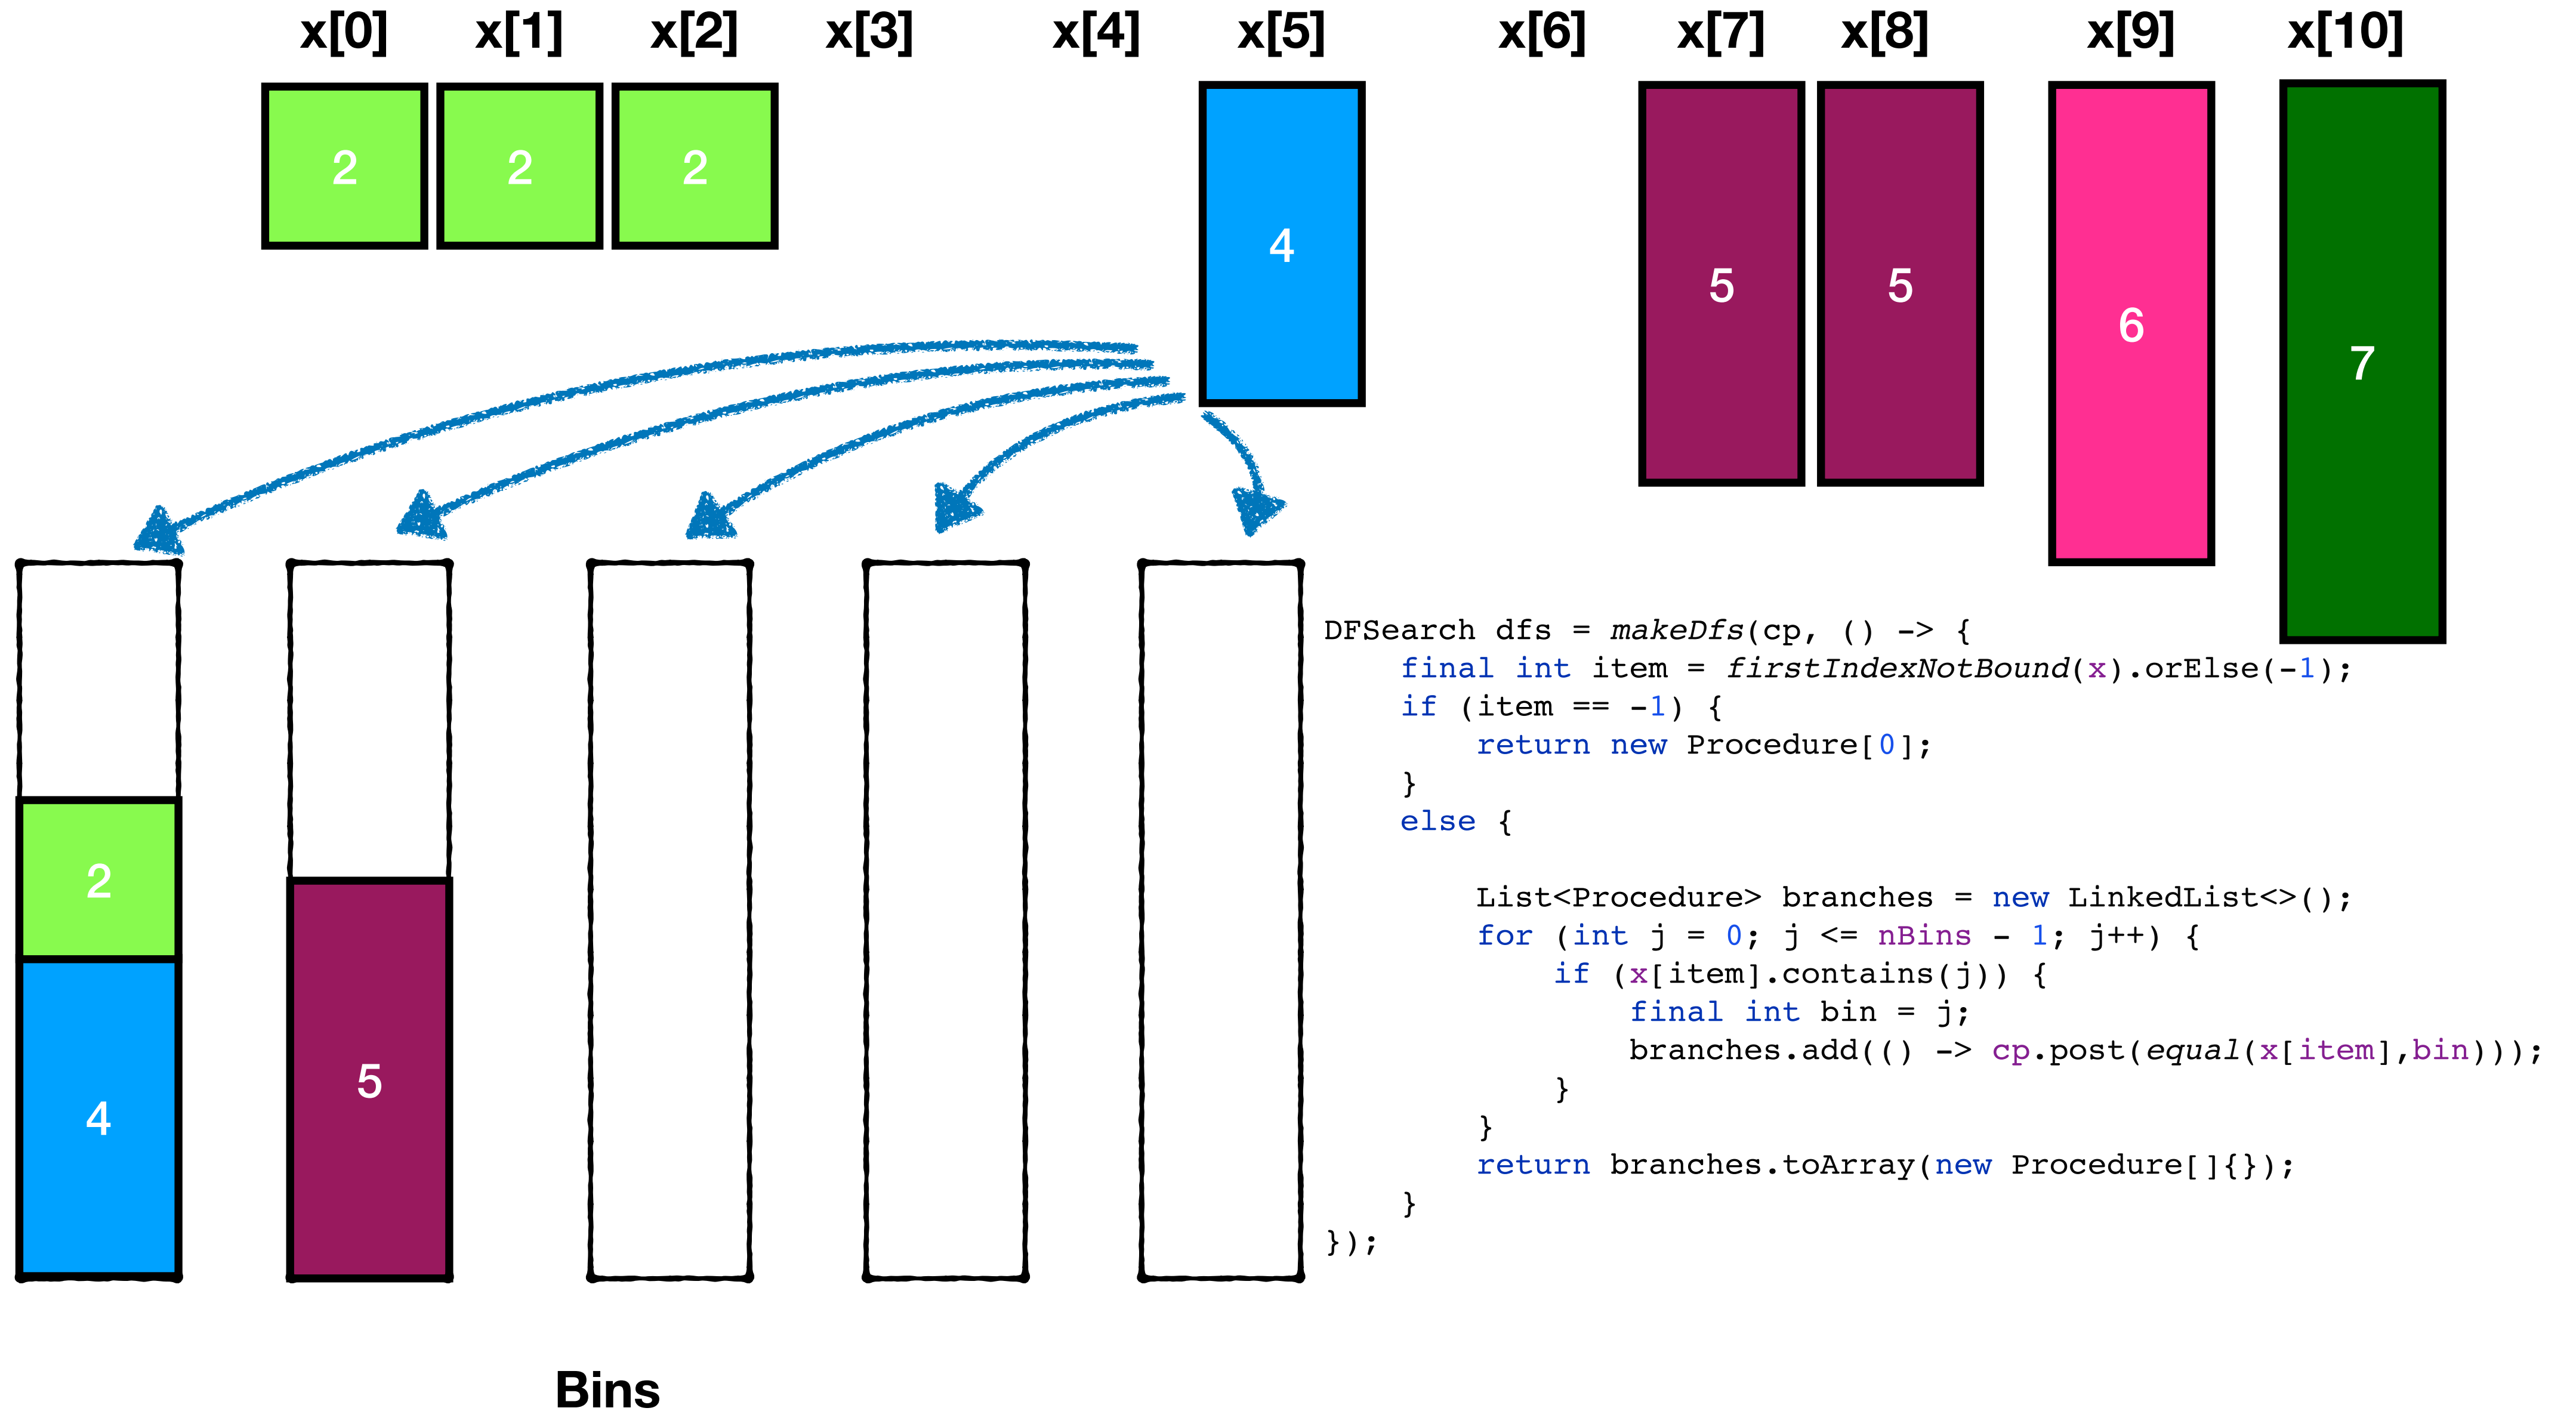 x[0] x[1] x[2] x[3] x[4] x[5] x[6] x[7] x[8] x[9] x[10]
2 2 2 4 5 5 6 7
2
4
5
DFSearch dfs = makeDfs(cp, () -> {
    final int item = firstIndexNotBound(x).orElse(-1);
    if (item == -1) {
        return new Procedure[0];
    }
    else {
        List<Procedure> branches = new LinkedList<>();
        for (int j = 0; j <= nBins - 1; j++) {
            if (x[item].contains(j)) {
                final int bin = j;
                branches.add(() -> cp.post(equal(x[item],bin)));
            }
        }
        return branches.toArray(new Procedure[]{});
    }
});
Bins